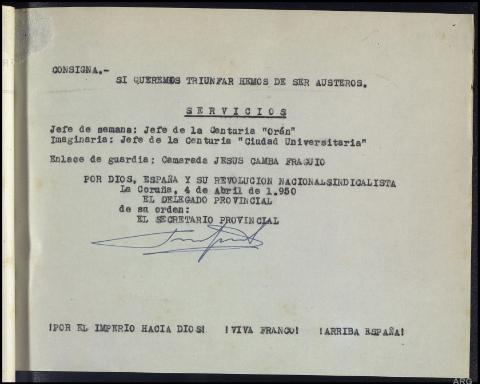 CONSIGNA.-
SI QUEREMOS TRIUNFAR HEMOS DE SER AUSTEROS.
SERVICIOS
Jefe de semana: Jefe de la Centuria "Orán"
Imaginaria: Jefe de la Centuria "Ciudad Universitaria"
Enlace de guardia; Camarada JESUS CAMBA FRAGUIO
POR DIOS, ESPAÑA Y SU REVOLUCION NACIONALSINDICALISTA
La Coruña, 4 de Abril de 1.950
EL DELEGADO PROVINCIAL
de su orden:
EL SECRETARIO PROVINCIAL
¡POR EL IMPERIO HACIA DIOS! ¡VIVA FRANCO! ¡ARRIBA ESPAÑA!
ARG